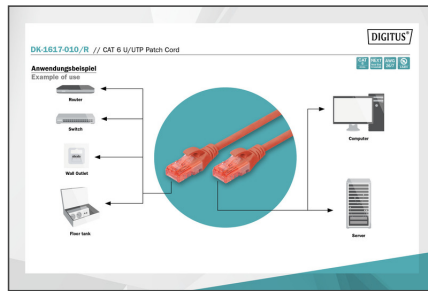 DIGITUS®
DK-1617-010/R // CAT 6 U/UTP Patch Cord
Anwendungsbeispiel
Example of use
Router
Switch
Wall Outlet
Floor tank
Computer
Server